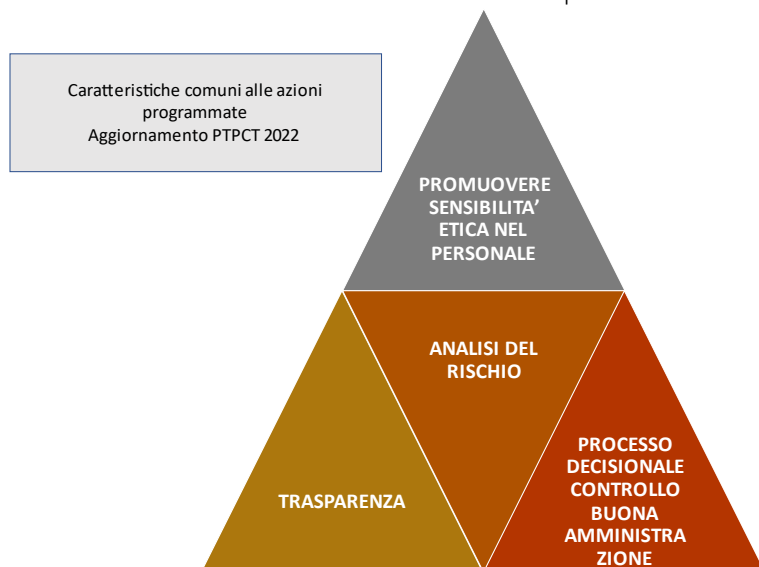 Caratteristiche comuni alle azioni
programmate
Aggiornamento PTPCT 2022
PROMUOVERE
SENSIBILITA’
ETICA NEL
PERSONALE
ANALISI DEL
RISCHIO
TRASPARENZA
PROCESSO
DECISIONALE
CONTROLLO
BUONA
AMMINISTRA
ZIONE